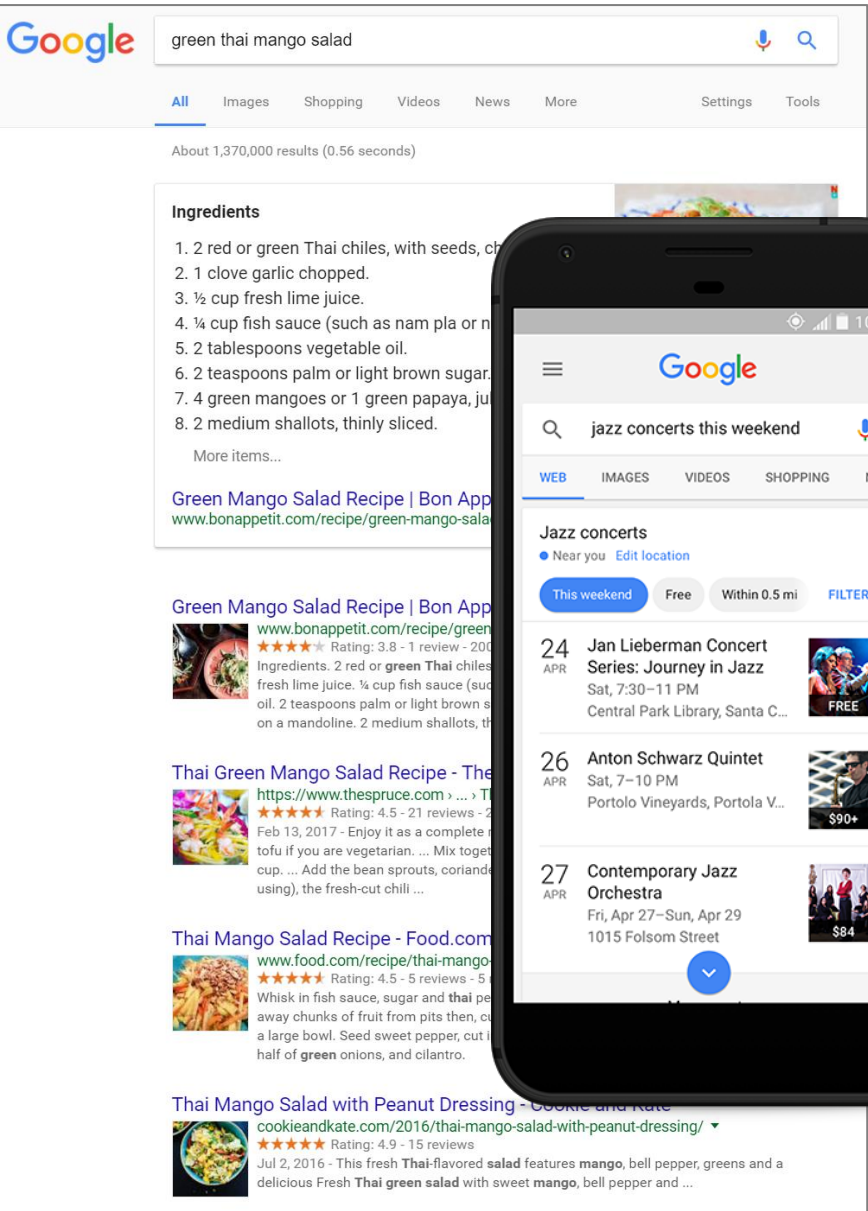 Google
green thai mango salad
All Images Shopping Videos News More Settings Tools
About 1,370,000 results (0.56 seconds)
Ingredients
1. 2 red or green Thai chiles, with seeds,
2. 1 clove garlic chopped.
3. ½ cup fresh lime juice.
4. ¼ cup fish sauce (such as nam pla or
5. 2 tablespoons vegetable oil.
6. 2 teaspoons palm or light brown sugar.
7. 4 green mangoes or 1 green papaya,
8. 2 medium shallots, thinly sliced.
More items...
Green Mango Salad Recipe | Bon App
www.bonappetit.com/recipe/green-mango-sala
Green Mango Salad Recipe | Bon App
www.bonappetit.com/recipe/green
Rating: 3.8 - 1 review - 200
Ingredients. 2 red or green Thai chiles
fresh lime juice. ¼ cup fish sauce (suc
oil. 2 teaspoons palm or light brown s
on a mandoline. 2 medium shallots, th
Thai Green Mango Salad Recipe - The
https://www.thespruce.com › ... › T
Rating: 4.5 - 21 reviews - 2
Feb 13, 2017 - Enjoy it as a complete
tofu if you are vegetarian. ... Mix toget
cup. ... Add the bean sprouts, coriande
using), the fresh-cut chili ...
Thai Mango Salad Recipe - Food.com
www.food.com/recipe/thai-mango-
Rating: 4.5 - 5 reviews - 5
Whisk in fish sauce, sugar and thai pe
away chunks of fruit from pits then, cu
a large bowl. Seed sweet pepper, cut i
half of green onions, and cilantro.
Thai Mango Salad with Peanut Dressing - Cookie and Kate
cookieandkate.com/2016/thai-mango-salad-with-peanut-dressing/
Rating: 4.9 - 15 reviews
Jul 2, 2016 - This fresh Thai-flavored salad features mango, bell pepper, greens and a
delicious Fresh Thai green salad with sweet mango, bell pepper and ...
10
Google
jazz concerts this weekend
WEB IMAGES VIDEOS SHOPPING
Jazz concerts
Near you Edit location
This weekend Free Within 0.5 mi FILTER
24 APR
Jan Lieberman Concert
Series: Journey in Jazz
Sat, 7:30–11 PM
Central Park Library, Santa C...
FREE
26 APR
Anton Schwarz Quintet
Sat, 7–10 PM
Portolo Vineyards, Portola V...
$90+
27 APR
Contemporary Jazz
Orchestra
Fri, Apr 27–Sun, Apr 29
1015 Folsom Street
$84